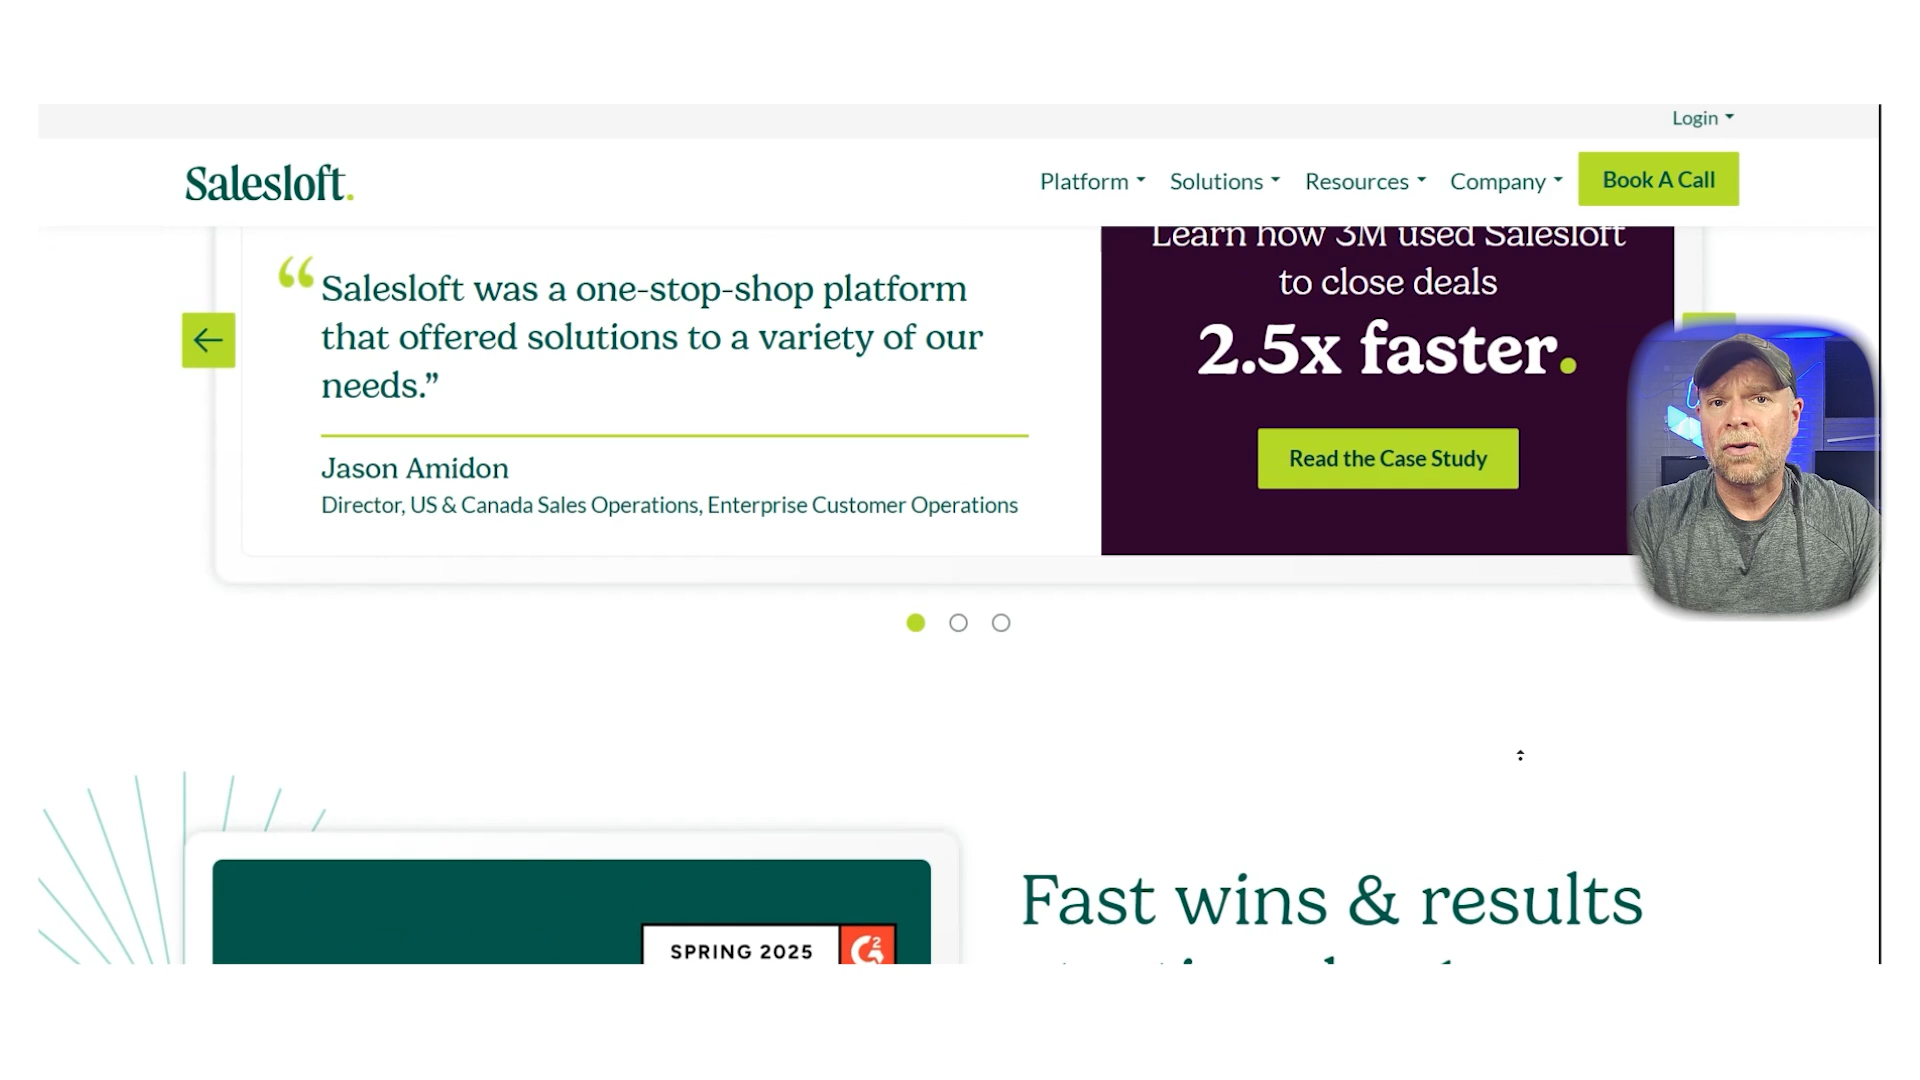 Login
Salesloft.
Platform
Solutions
Resources
Company
Book A Call
“Salesloft was a one-stop-shop platform
that offered solutions to a variety of our
needs.”
Jason Amidon
Director, US & Canada Sales Operations, Enterprise Customer Operations
Learn how 3M used Salesloft
to close deals
2.5x faster.
Read the Case Study
SPRING 2025
G2
Fast wins & results